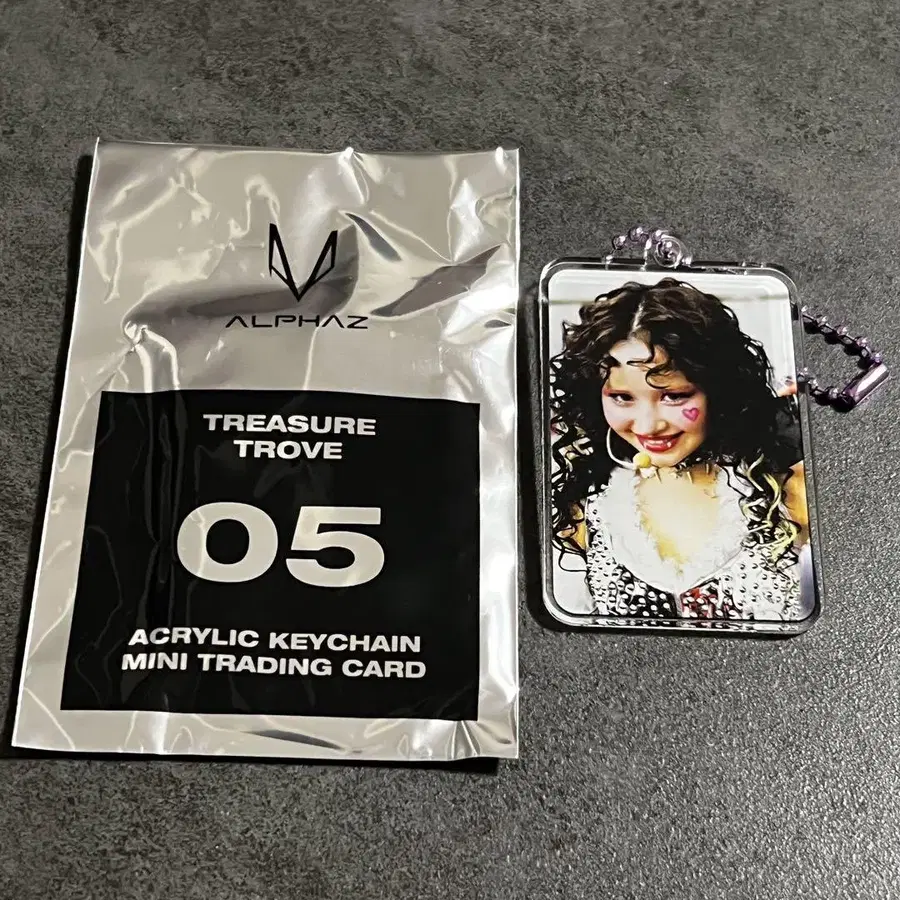 ALPHAZ
TREASURE
TROVE
05
ACRYLIC KEYCHAIN
MINI TRADING CARD